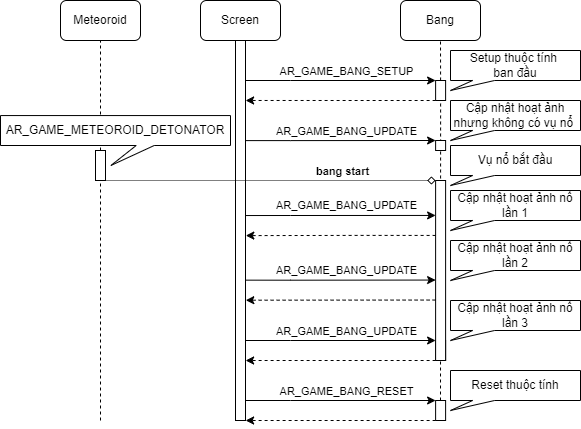 Meteoroid
Screen
Bang
AR_GAME_BANG_SETUP
Setup thuộc tính
ban đầu
AR_GAME_METEOROID_DETONATOR
AR_GAME_BANG_UPDATE
Cập nhật hoạt ảnh
nhưng không có vụ nổ
bang start
Vụ nổ bắt đầu
AR_GAME_BANG_UPDATE
Cập nhật hoạt ảnh nổ
lần 1
AR_GAME_BANG_UPDATE
Cập nhật hoạt ảnh nổ
lần 2
AR_GAME_BANG_UPDATE
Cập nhật hoạt ảnh nổ
lần 3
AR_GAME_BANG_RESET
Reset thuộc tính